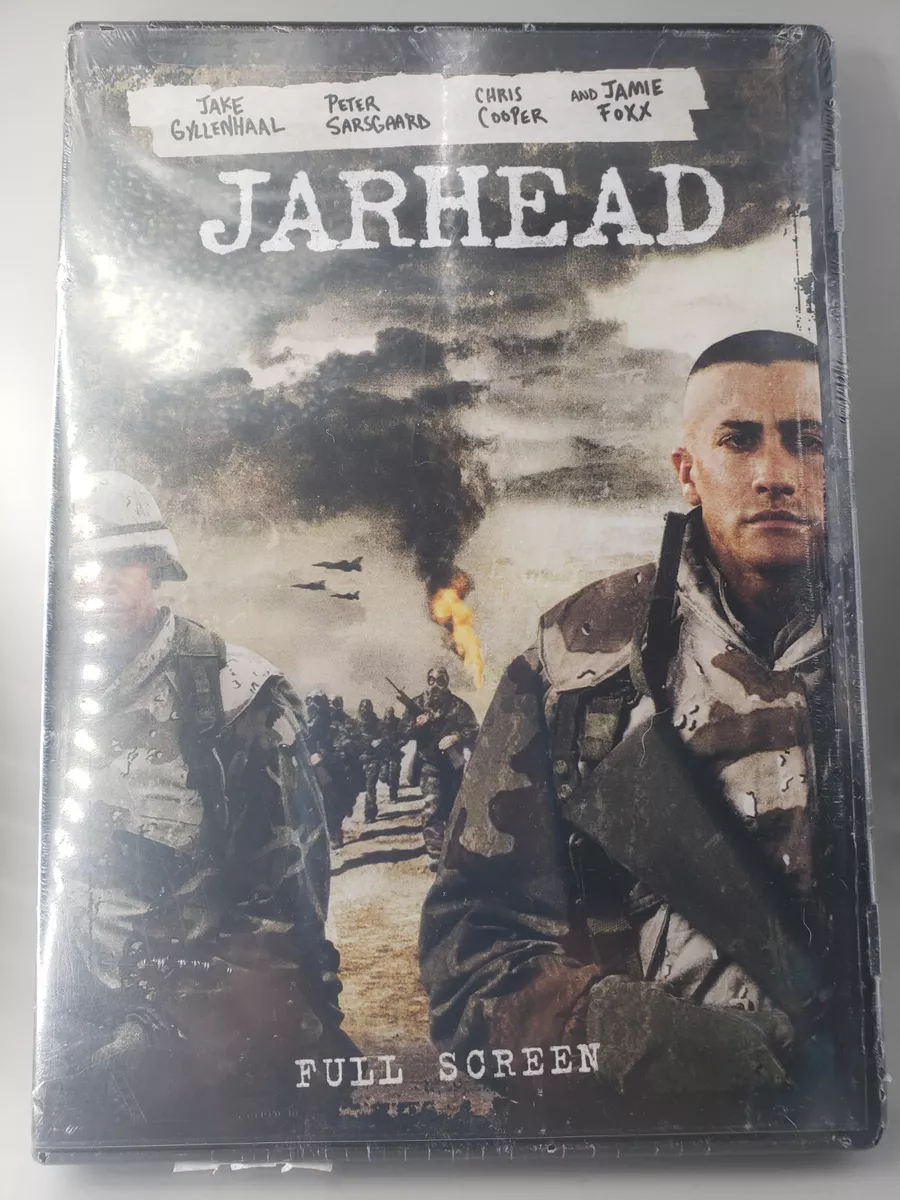 JAKE GYLLENHAAL
PETER SARSGAARD
CHRIS COOPER
AND JAMIE FOXX
JARHEAD
FULL SCREEN